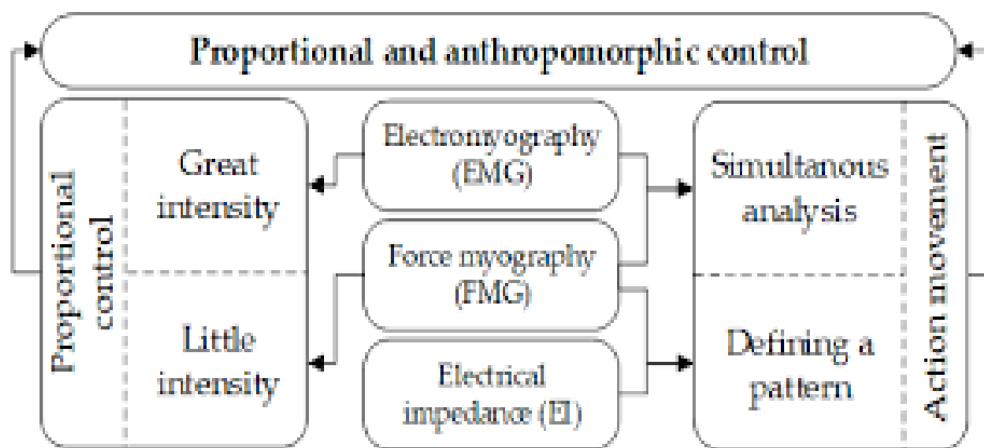 Proportional and anthropomorphic control
Proportional
control
Great
intensity
Little
intensity
Electromyography
(EMG)
Force myography
(FMG)
Electrical
impedance (EI)
Simultanous
analysis
Defining a
pattern
Action movement